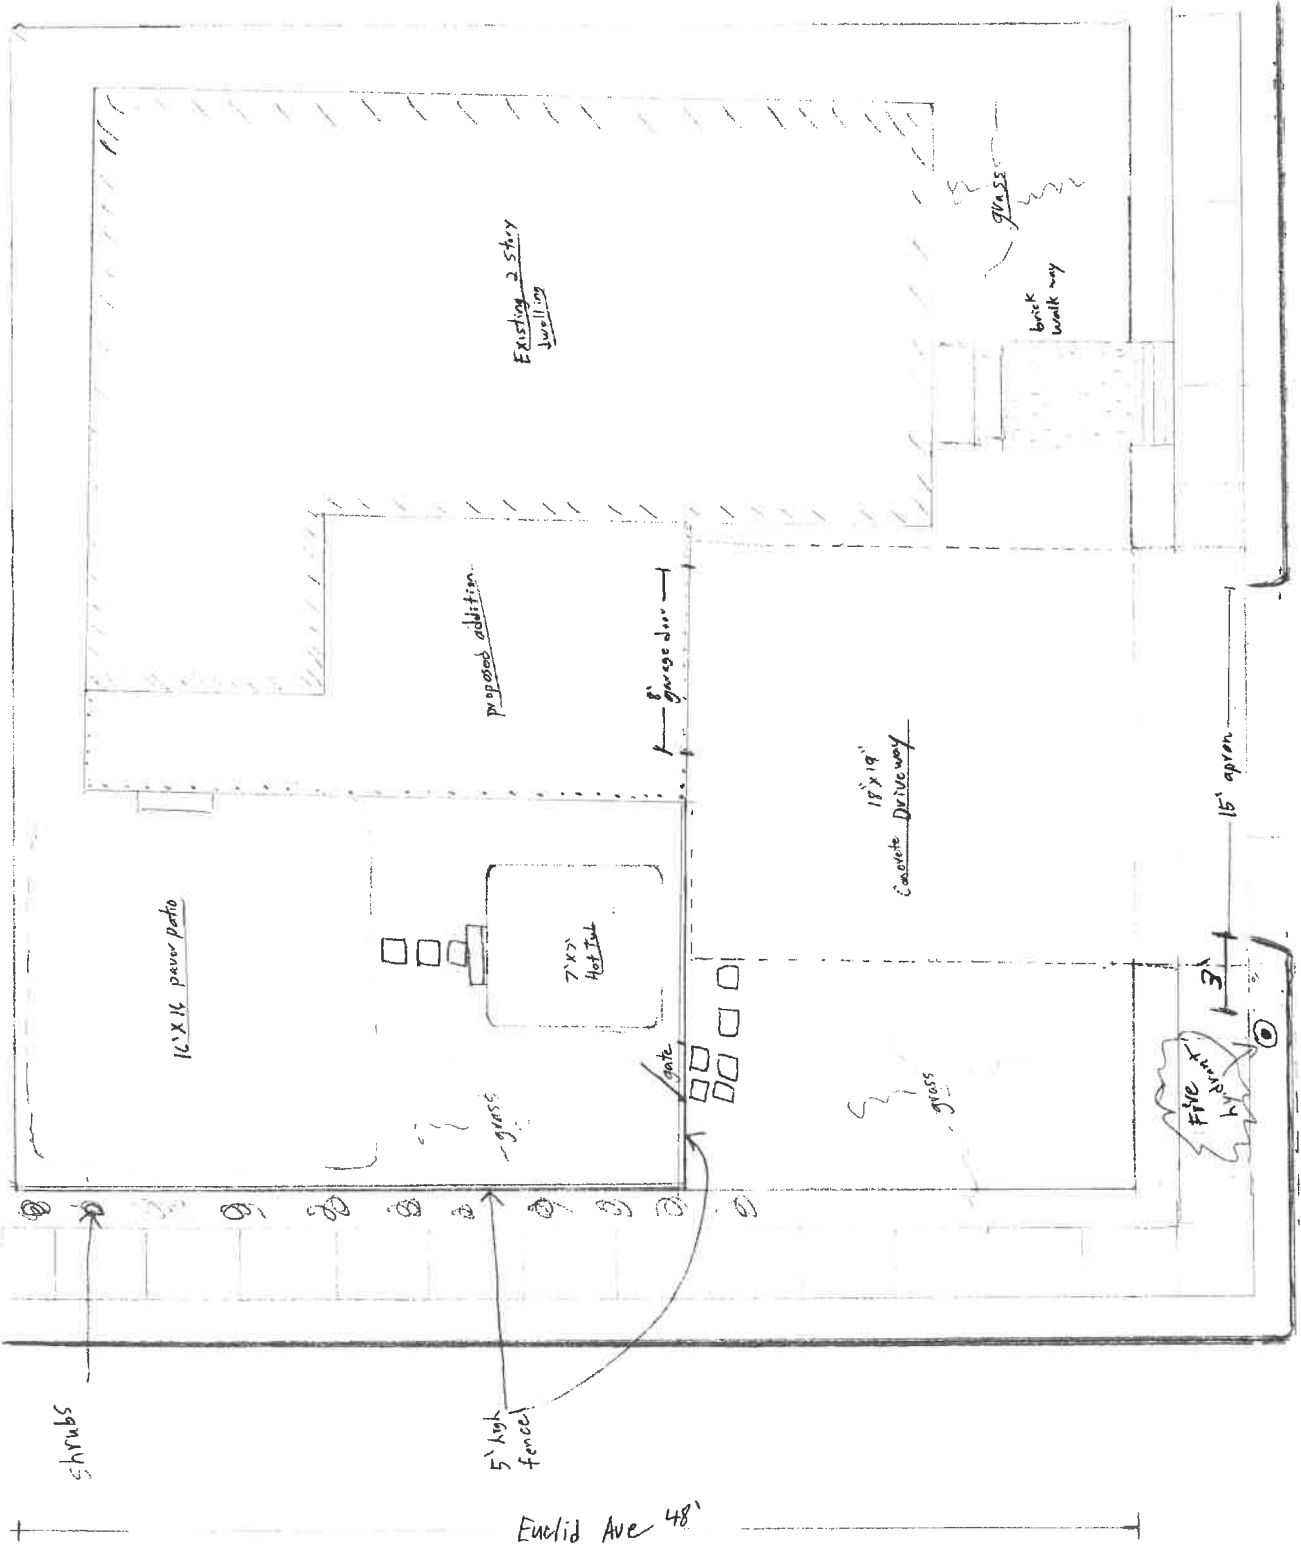 grass
brick
walk way
Existing 2 Story
dwelling
proposed addition
8'
garage door
18'x19'
Concrete Driveway
15' apron
3'
Fire
hydrant
16'x16 paver patio
7'x7'
Hot Tub
gate
grass
grass
shrubs
5' high
fence
Euclid Ave 48'